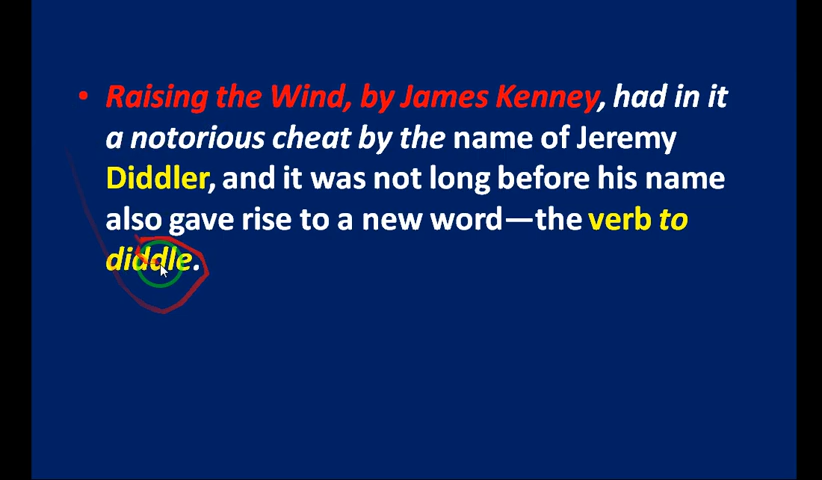 • Raising the Wind, by James Kenney, had in it
a notorious cheat by the name of Jeremy
Diddler, and it was not long before his name
also gave rise to a new word—the verb to
diddle.